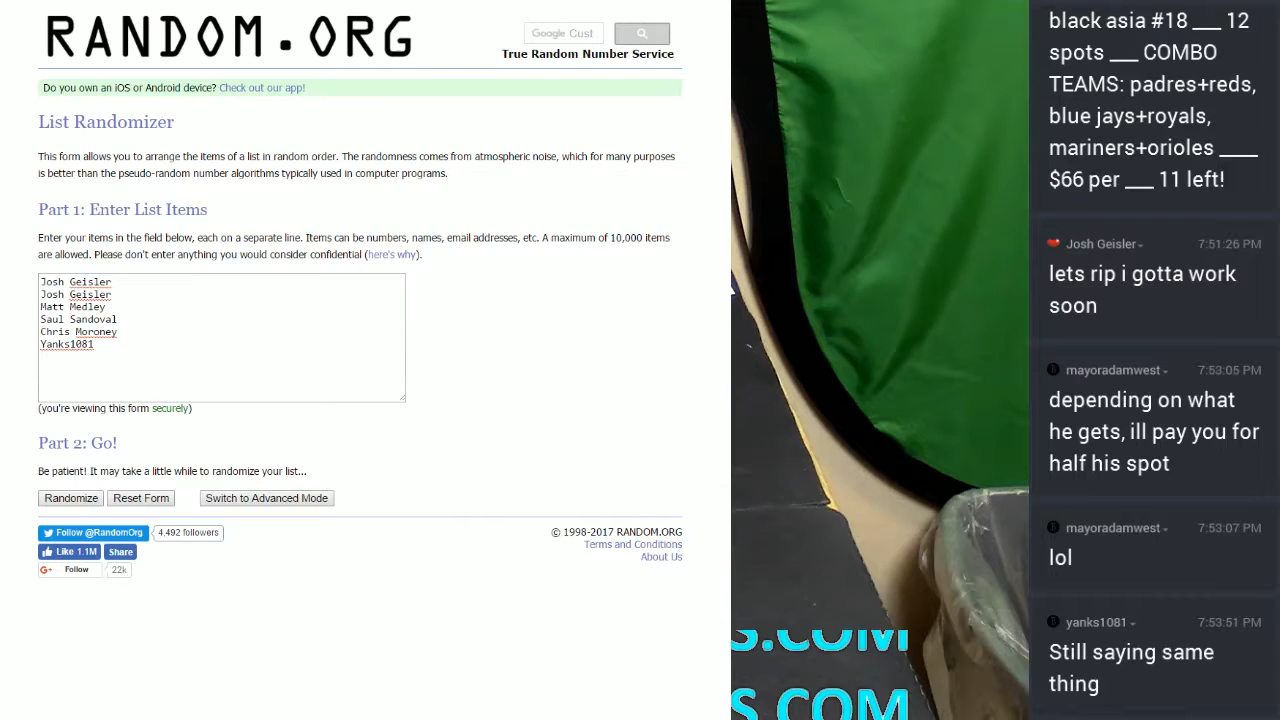 RANDOM.ORG
Google Cust
True Random Number Service
Do you own an iOS or Android device? Check out our app!
List Randomizer
This form allows you to arrange the items of a list in random order. The randomness comes from atmospheric noise, which for many purposes
is better than the pseudo-random number algorithms typically used in computer programs.
Part 1: Enter List Items
Enter your items in the field below, each on a separate line. Items can be numbers, names, email addresses, etc. A maximum of 10,000 items
are allowed. Please don't enter anything you would consider confidential (here's why).
Josh Geisler
Josh Geisler
Matt Medley
Saul Sandoval
Chris Moroney
Yanks1081
(you're viewing this form securely)
Part 2: Go!
Be patient! It may take a little while to randomize your list...
Randomize Reset Form Switch to Advanced Mode
Follow @RandomOrg 4,492 followers
Like 1.1M Share
G+ Follow 22k
© 1998-2017 RANDOM.ORG
Terms and Conditions
About Us
S.COM
S.COM
black asia #18 ___ 12
spots ___ COMBO
TEAMS: padres+reds,
blue jays+royals,
mariners+orioles ____
$66 per ___ 11 left!
Josh Geisler 7:51:26 PM
lets rip i gotta work
soon
mayoradamwest 7:53:05 PM
depending on what
he gets, ill pay you for
half his spot
mayoradamwest 7:53:07 PM
lol
yanks1081 7:53:51 PM
Still saying same
thing